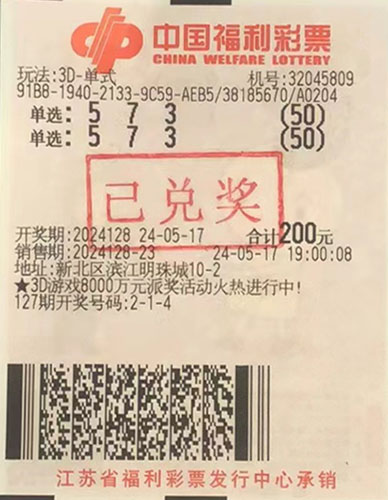 中国福利彩票
CHINA WELFARE LOTTERY
玩法:3D-单式 机号:32045809
91B8-1940-2133-9C59-AEB5/38185670/A0204
单选: 5 7 3 (50)
单选: 5 7 3 (50)
已兑奖
开奖期:2024128 24-05-17 合计200元
销售期:2024128-23 24-05-17 19:00:08
地址:新北区滨江明珠城10-2
★3D游戏8000万元派奖活动火热进行中!
127期开奖号码:2-1-4
江苏省福利彩票发行中心承销